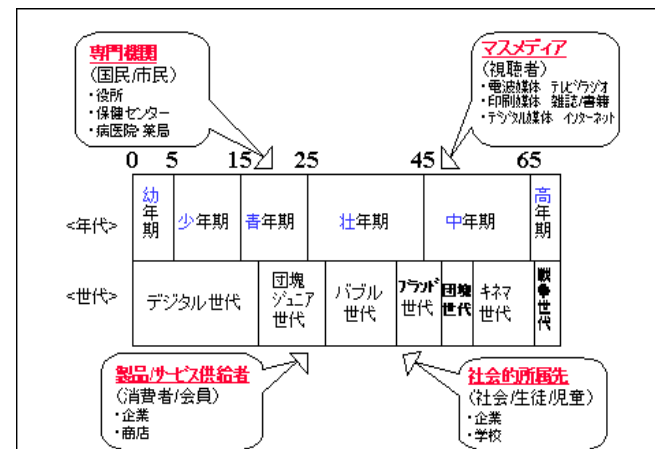 専門機関
(国民/市民)
・役所
・保健センター
・病医院・薬局
マスメディア
(視聴者)
・電波媒体 テレビ/ラジオ
・印刷媒体 雑誌/書籍
・デジタル媒体 インターネット
0 5 15 25 45 65
<年代>
幼年期
少年期
青年期
壮年期
中年期
高年期
<世代>
デジタル世代
団塊
ジュニア
世代
バブル
世代
ブランド
世代
団塊
世代
キネマ
世代
戦争世代
製品/サービス供給者
(消費者/会員)
・企業
・商店
社会的所属先
(社会/生徒/児童)
・企業
・学校